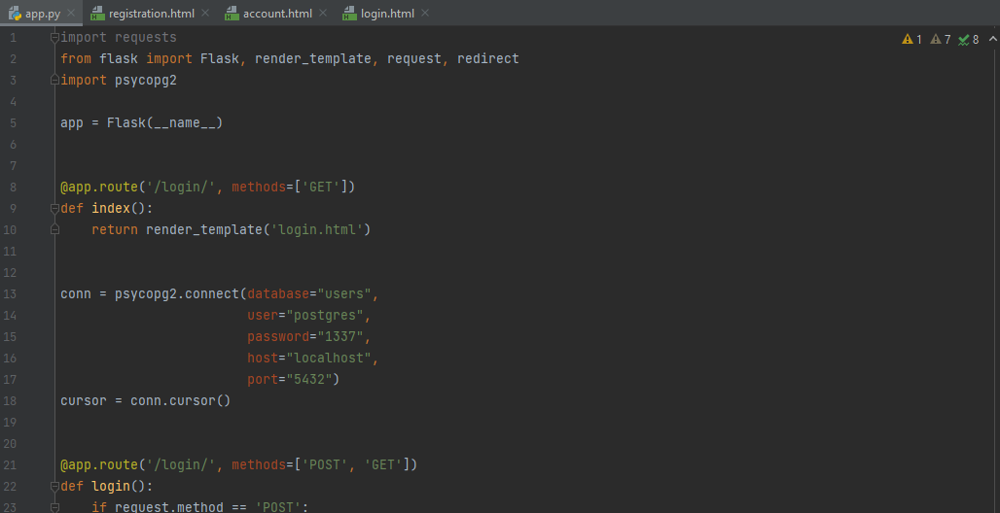 app.py registration.html account.html login.html
1 import requests 1 7 8
2 from flask import Flask, render_template, request, redirect
3 import psycopg2
4
5 app = Flask(__name__)
6
7
8 @app.route('/login/', methods=['GET'])
9 def index():
10 return render_template('login.html')
11
12
13 conn = psycopg2.connect(database="users",
14 user="postgres",
15 password="1337",
16 host="localhost",
17 port="5432")
18 cursor = conn.cursor()
19
20
21 @app.route('/login/', methods=['POST', 'GET'])
22 def login():
23 if request.method == 'POST':